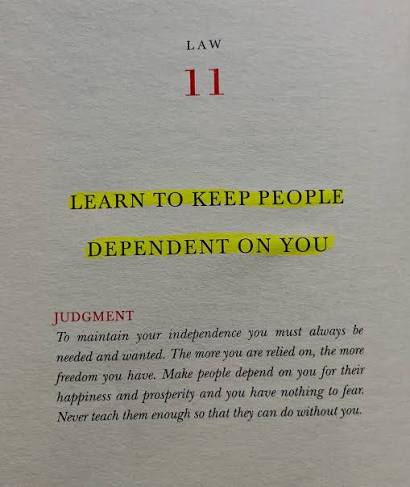 LAW
11
LEARN TO KEEP PEOPLE
DEPENDENT ON YOU
JUDGMENT
To maintain your independence you must always be
needed and wanted. The more you are relied on, the more
freedom you have. Make people depend on you for their
happiness and prosperity and you have nothing to fear.
Never teach them enough so that they can do without you.